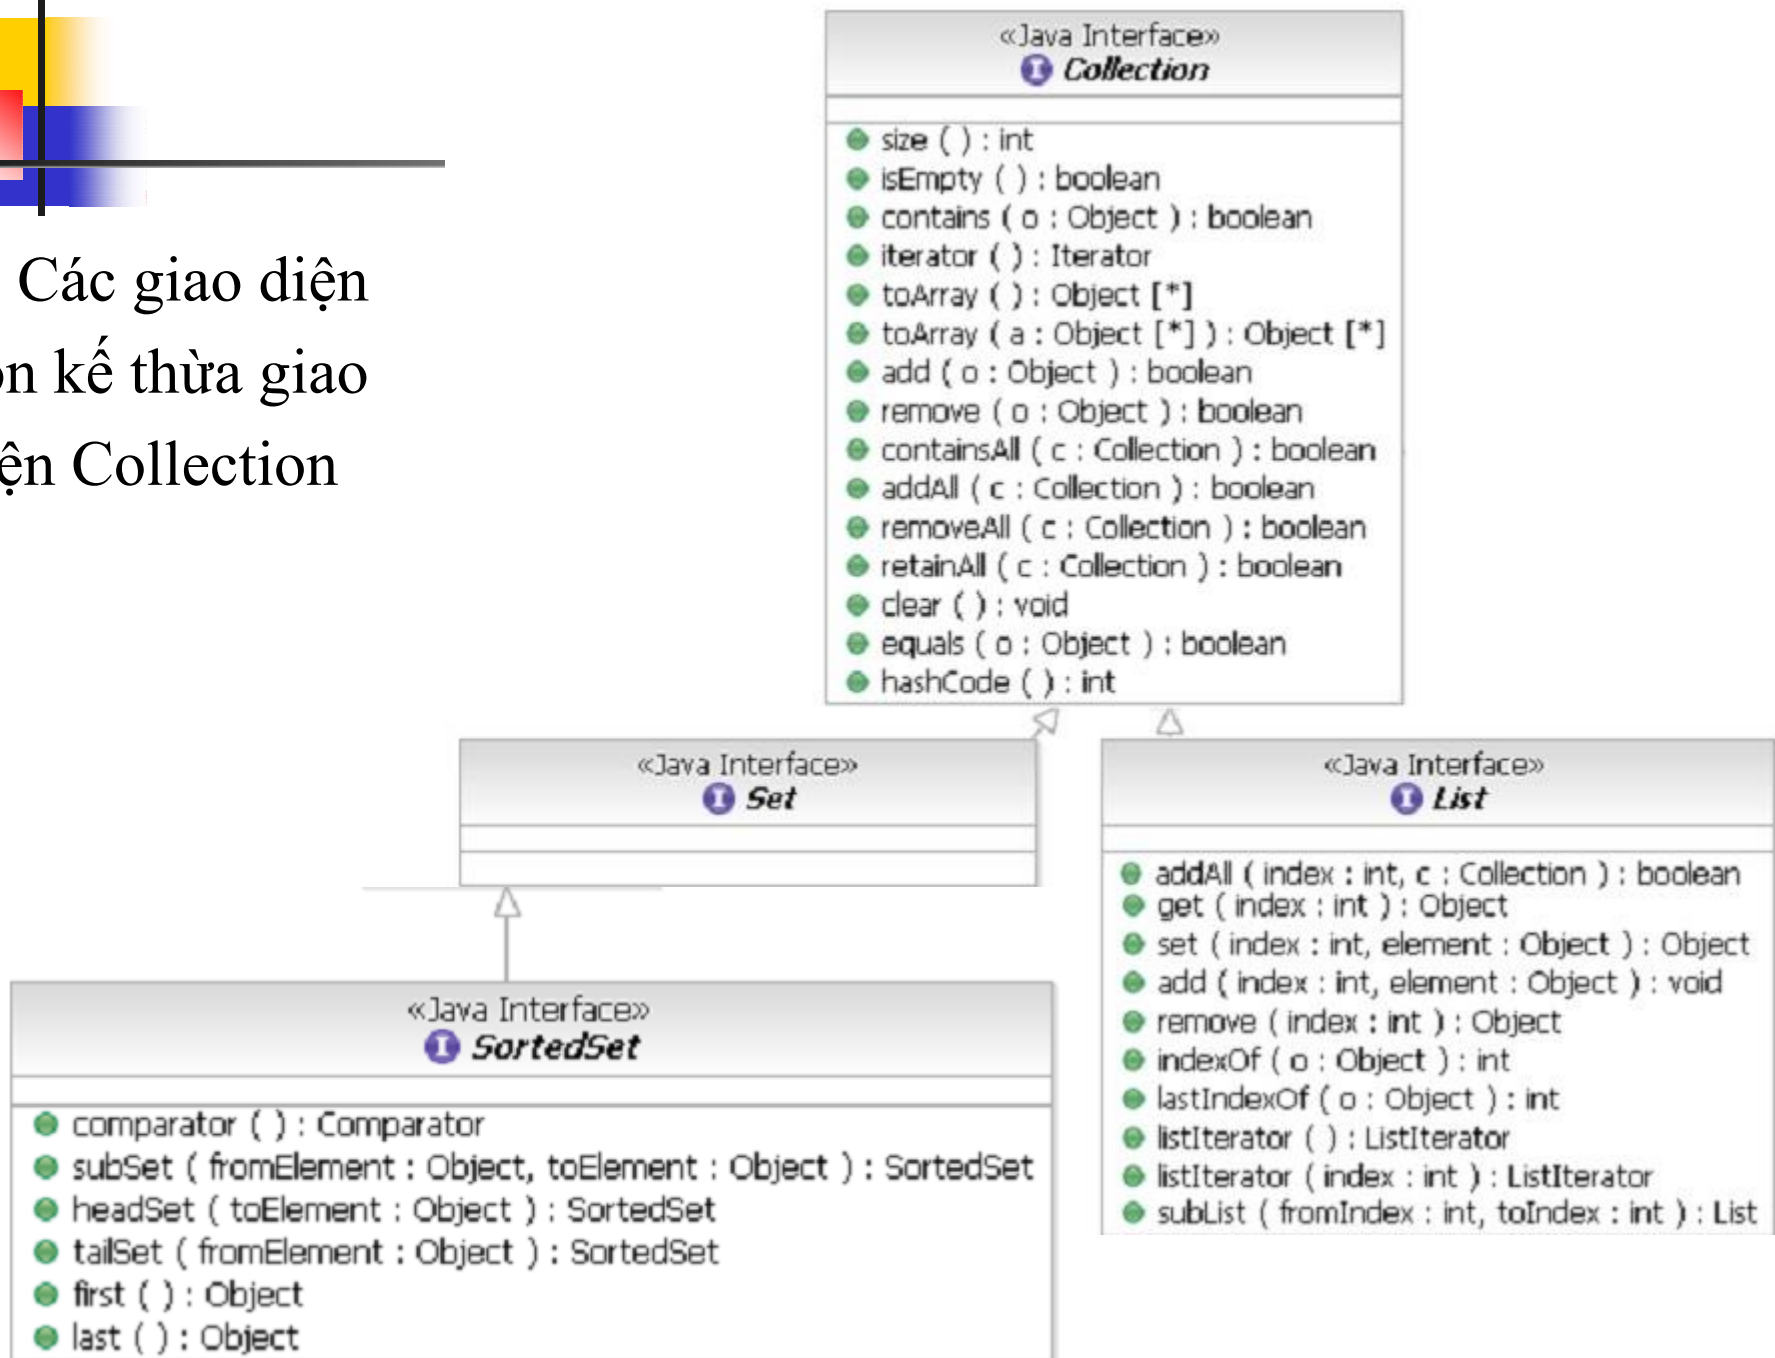 Các giao diện
ôn kế thừa giao
ện Collection
«Java Interface»
Collection
size ( ) : int
isEmpty ( ) : boolean
contains ( o : Object ) : boolean
iterator ( ) : Iterator
toArray ( ) : Object [*]
toArray ( a : Object [*] ) : Object [*]
add ( o : Object ) : boolean
remove ( o : Object ) : boolean
containsAll ( c : Collection ) : boolean
addAll ( c : Collection ) : boolean
removeAll ( c : Collection ) : boolean
retainAll ( c : Collection ) : boolean
clear ( ) : void
equals ( o : Object ) : boolean
hashCode ( ) : int
«Java Interface»
Set
«Java Interface»
List
addAll ( index : int, c : Collection ) : boolean
get ( index : int ) : Object
set ( index : int, element : Object ) : Object
add ( index : int, element : Object ) : void
remove ( index : int ) : Object
indexOf ( o : Object ) : int
lastIndexOf ( o : Object ) : int
listIterator ( ) : ListIterator
listIterator ( index : int ) : ListIterator
subList ( fromIndex : int, toIndex : int ) : List
«Java Interface»
SortedSet
comparator ( ) : Comparator
subSet ( fromElement : Object, toElement : Object ) : SortedSet
headSet ( toElement : Object ) : SortedSet
tailSet ( fromElement : Object ) : SortedSet
first ( ) : Object
last ( ) : Object